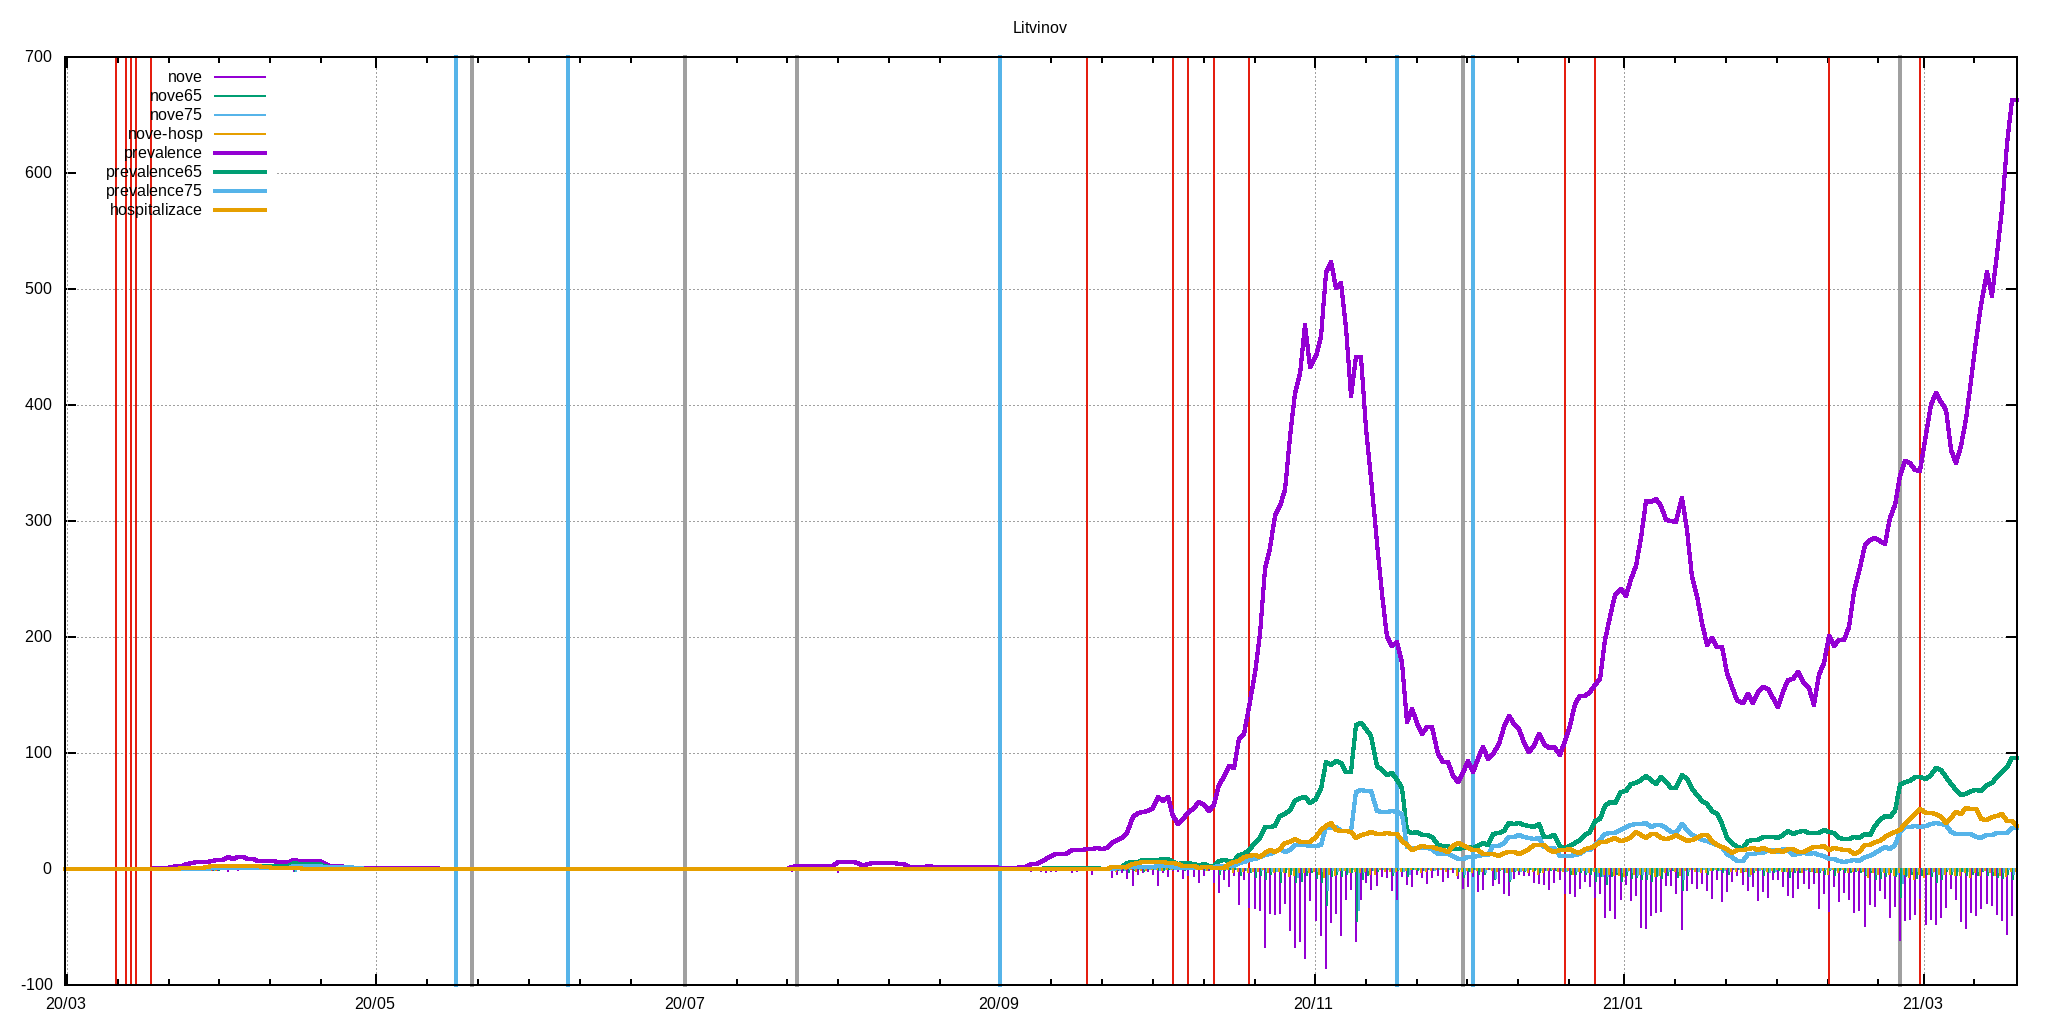 Litvinov
700
600
500
400
300
200
100
0
-100
nove
nove65
nove75
nove-hosp
prevalence
prevalence65
prevalence75
hospitalizace
20/03 20/05 20/07 20/09 20/11 21/01 21/03